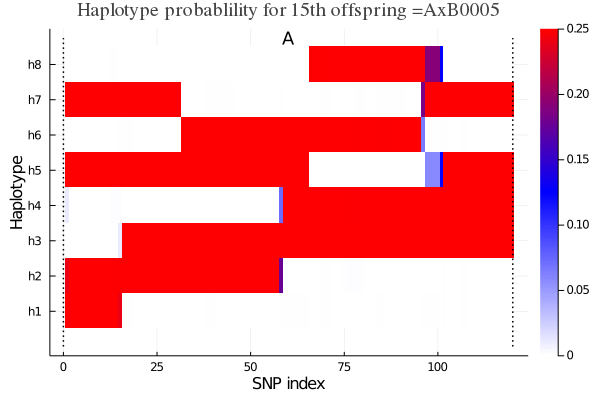 Haplotype probablility for 15th offspring =AxB0005
A
Haplotype
h8
h7
h6
h5
h4
h3
h2
h1
0
25
50
75
100
SNP index
0.25
0.20
0.15
0.10
0.05
0